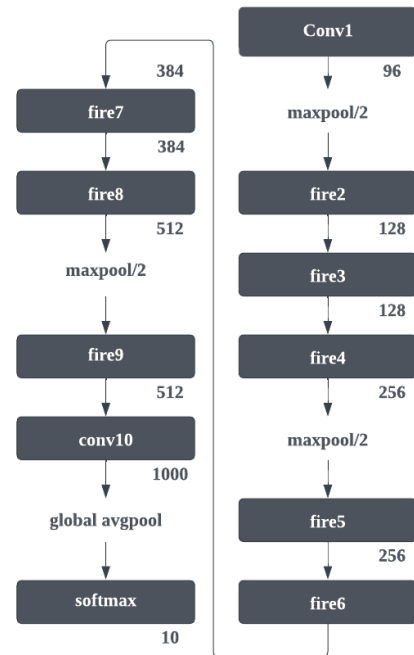 Conv1
96
maxpool/2
fire2
128
fire3
128
fire4
256
maxpool/2
fire5
256
fire6
384
fire7
384
fire8
512
maxpool/2
fire9
512
conv10
1000
global avgpool
softmax
10